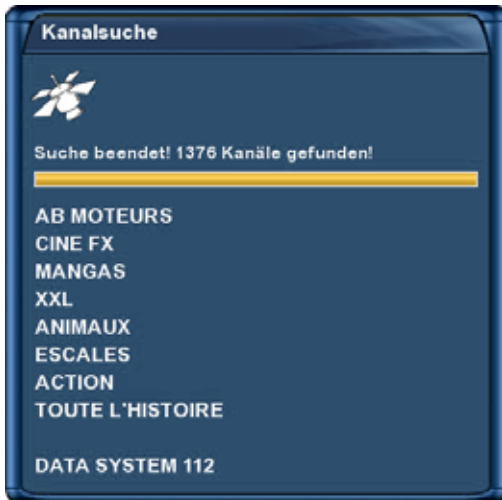 Kanalsuche
Suche beendet! 1376 Kanäle gefunden!
AB MOTEURS
CINE FX
MANGAS
XXL
ANIMAUX
ESCALES
ACTION
TOUTE L'HISTOIRE
DATA SYSTEM 112